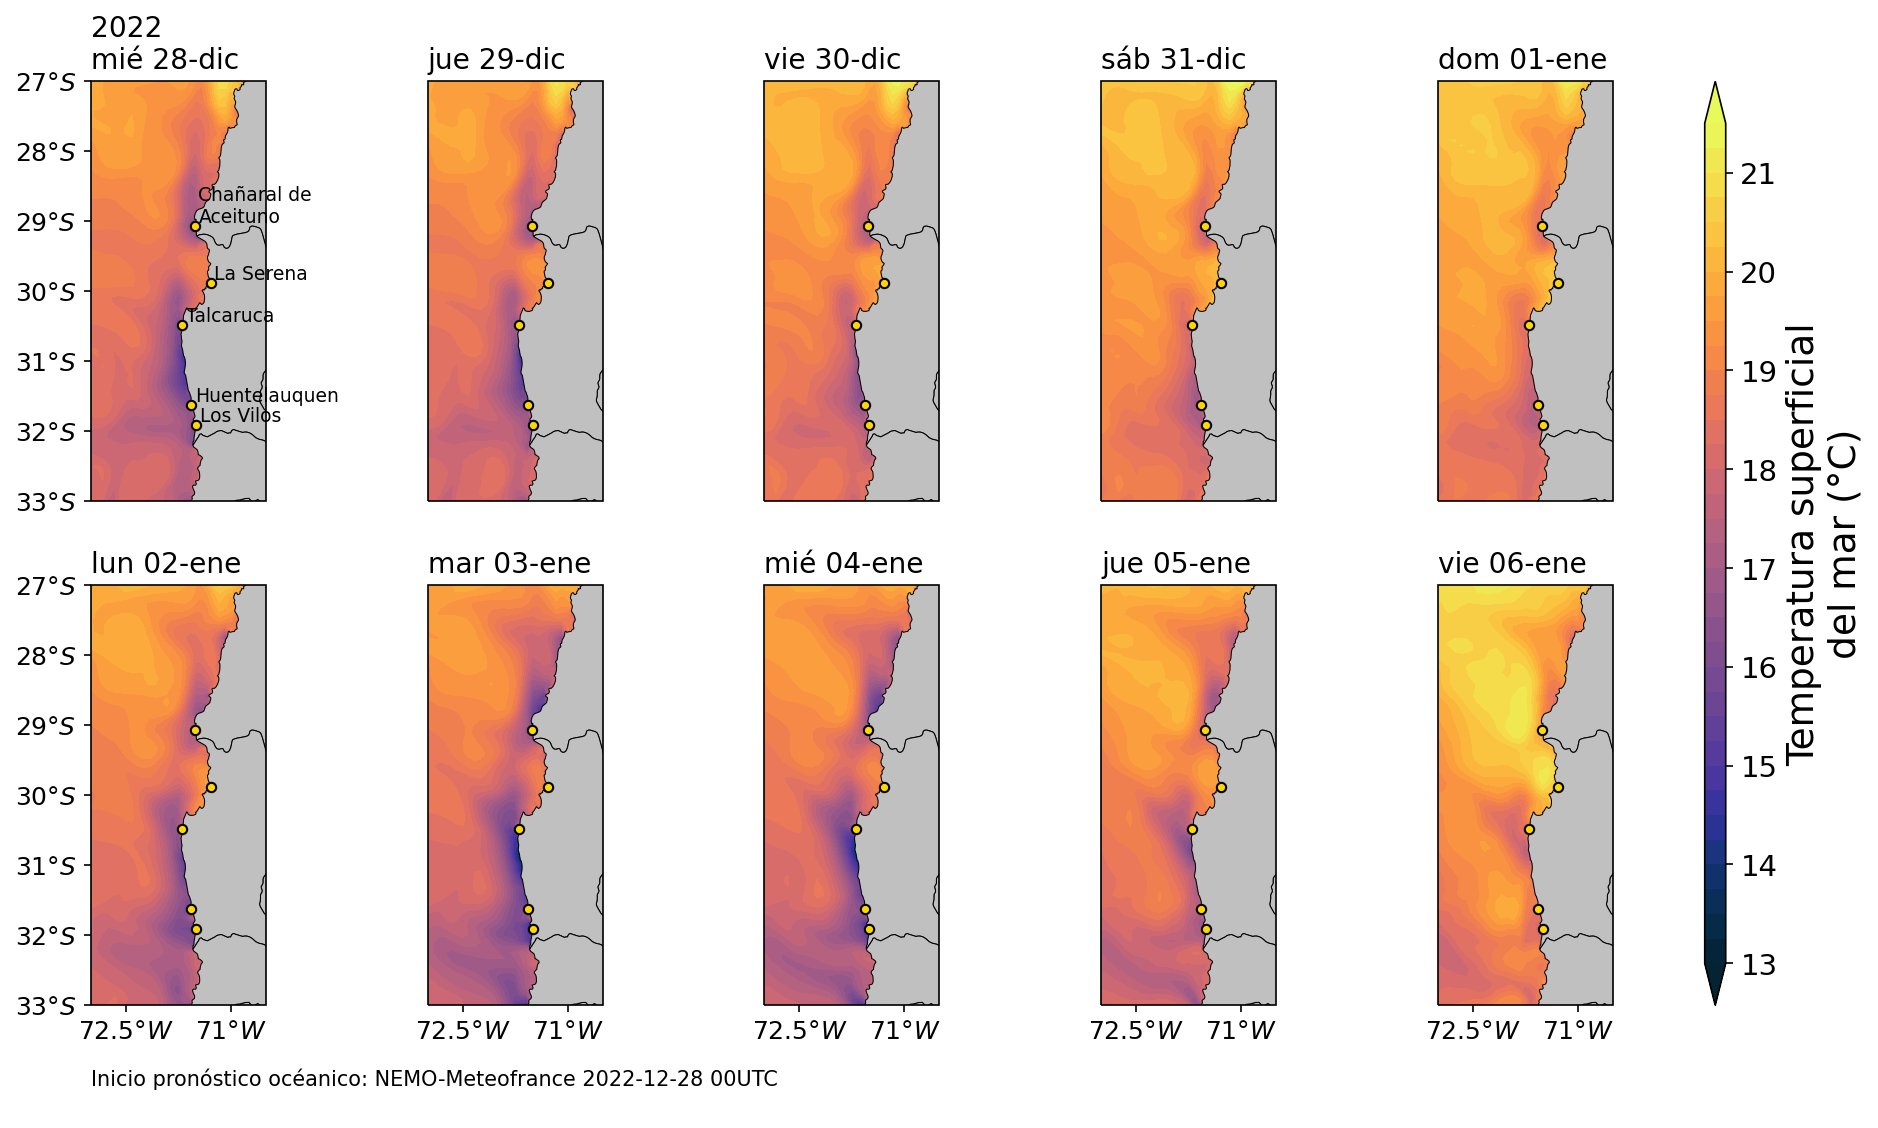 2022
mié 28-dic
jue 29-dic
vie 30-dic
sáb 31-dic
dom 01-ene
27°S
28°S
29°S
30°S
31°S
32°S
33°S
Chañaral de
Aceituno
La Serena
Talcaruca
Huentelauquen
Los Vilos
lun 02-ene
mar 03-ene
mié 04-ene
jue 05-ene
vie 06-ene
27°S
28°S
29°S
30°S
31°S
32°S
33°S
72.5°W 71°W
72.5°W 71°W
72.5°W 71°W
72.5°W 71°W
72.5°W 71°W
21
20
19
18
17
16
15
14
13
Temperatura superficial
del mar (°C)
Inicio pronóstico océanico: NEMO-Meteofrance 2022-12-28 00UTC